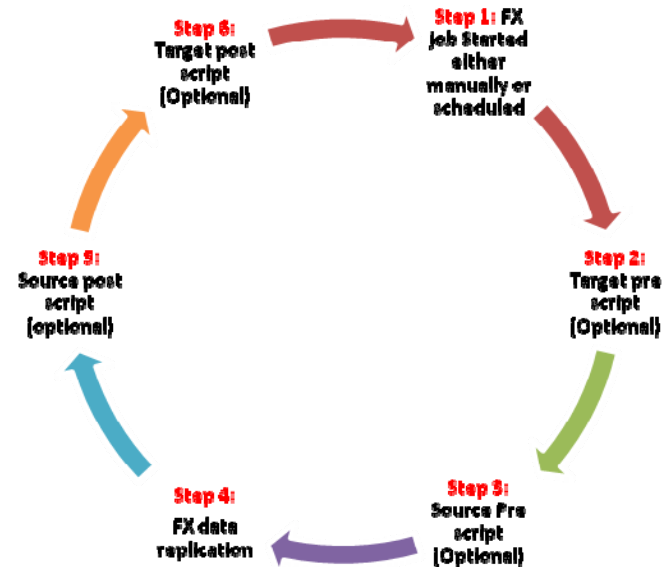 Step 1: FX
job Started
either
manually or
scheduled
Step 2:
Target pre
script
(Optional)
Step 3:
Source Pre
script
(Optional)
Step 4:
FX data
replication
Step 5:
Source post
script
(optional)
Step 6:
Target post
script
(Optional)